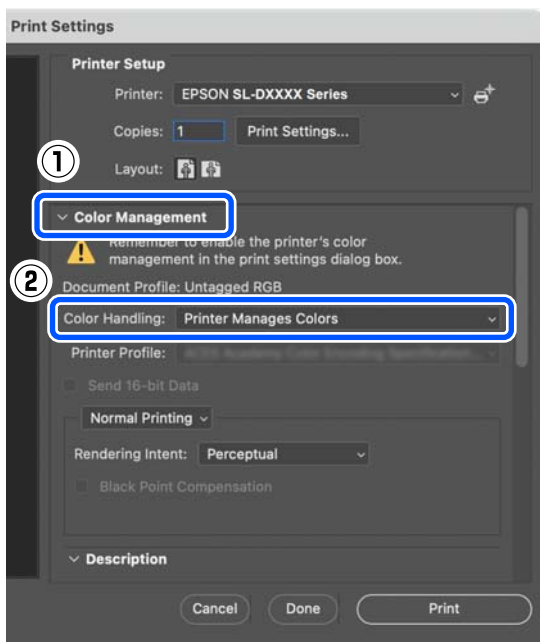 Print Settings
Printer Setup
Printer: EPSON SL-DXXXX Series
Copies: 1 Print Settings...
①
Layout:
Color Management
Remember to enable the printer's color
management in the print settings dialog box.
②
Document Profile: Untagged RGB
Color Handling: Printer Manages Colors
Printer Profile:
Send 16-bit Data
Normal Printing
Rendering Intent: Perceptual
Black Point Compensation
Description
Cancel Done Print